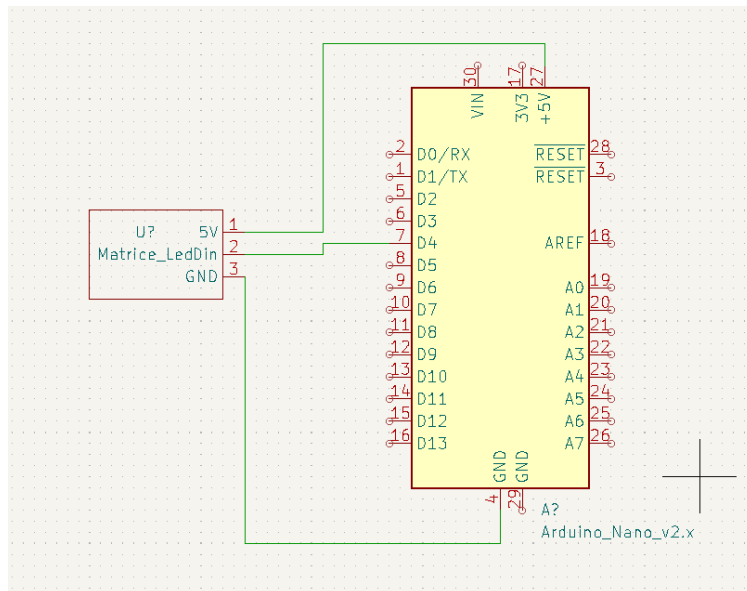 30
VIN
17
3V3
27
+5V
2
D0/RX
1
D1/TX
5
D2
6
D3
7
D4
8
D5
9
D6
10
D7
11
D8
12
D9
13
D10
14
D11
15
D12
16
D13
RESET
28
RESET
3
AREF
18
A0
19
A1
20
A2
21
A3
22
A4
23
A5
24
A6
25
A7
26
U?
5V
1
Matrice_Led
Din
2
GND
3
GND
4
GND
29
A?
Arduino_Nano_v2.x